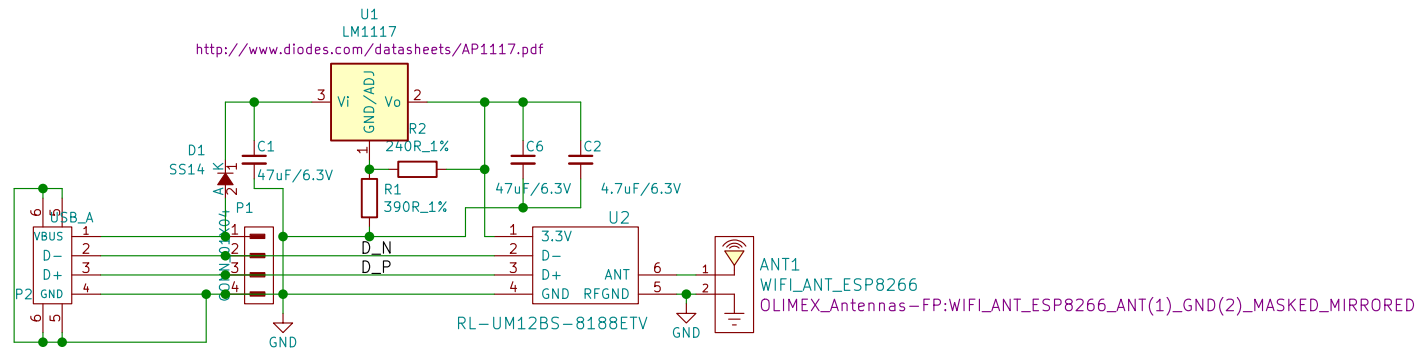 U1
LM1117
http://www.diodes.com/datasheets/AP1117.pdf
3
Vi
GND/ADJ
Vo
2
1
R2
240R_1%
D1
SS14
K
1
A
2
C1
47uF/6.3V
C6
47uF/6.3V
C2
4.7uF/6.3V
R1
390R_1%
6
5
USB_A
P1
CONN_01X04
U2
VBUS
1
D-
2
D+
3
GND
4
P2
6
5
1
2
3
4
D_N
D_P
1
3.3V
2
D-
3
D+
4
GND
ANT
6
RFGND
5
RL-UM12BS-8188ETV
1
2
ANT1
WIFI_ANT_ESP8266
OLIMEX_Antennas-FP:WIFI_ANT_ESP8266_ANT(1)_GND(2)_MASKED_MIRRORED
GND
GND